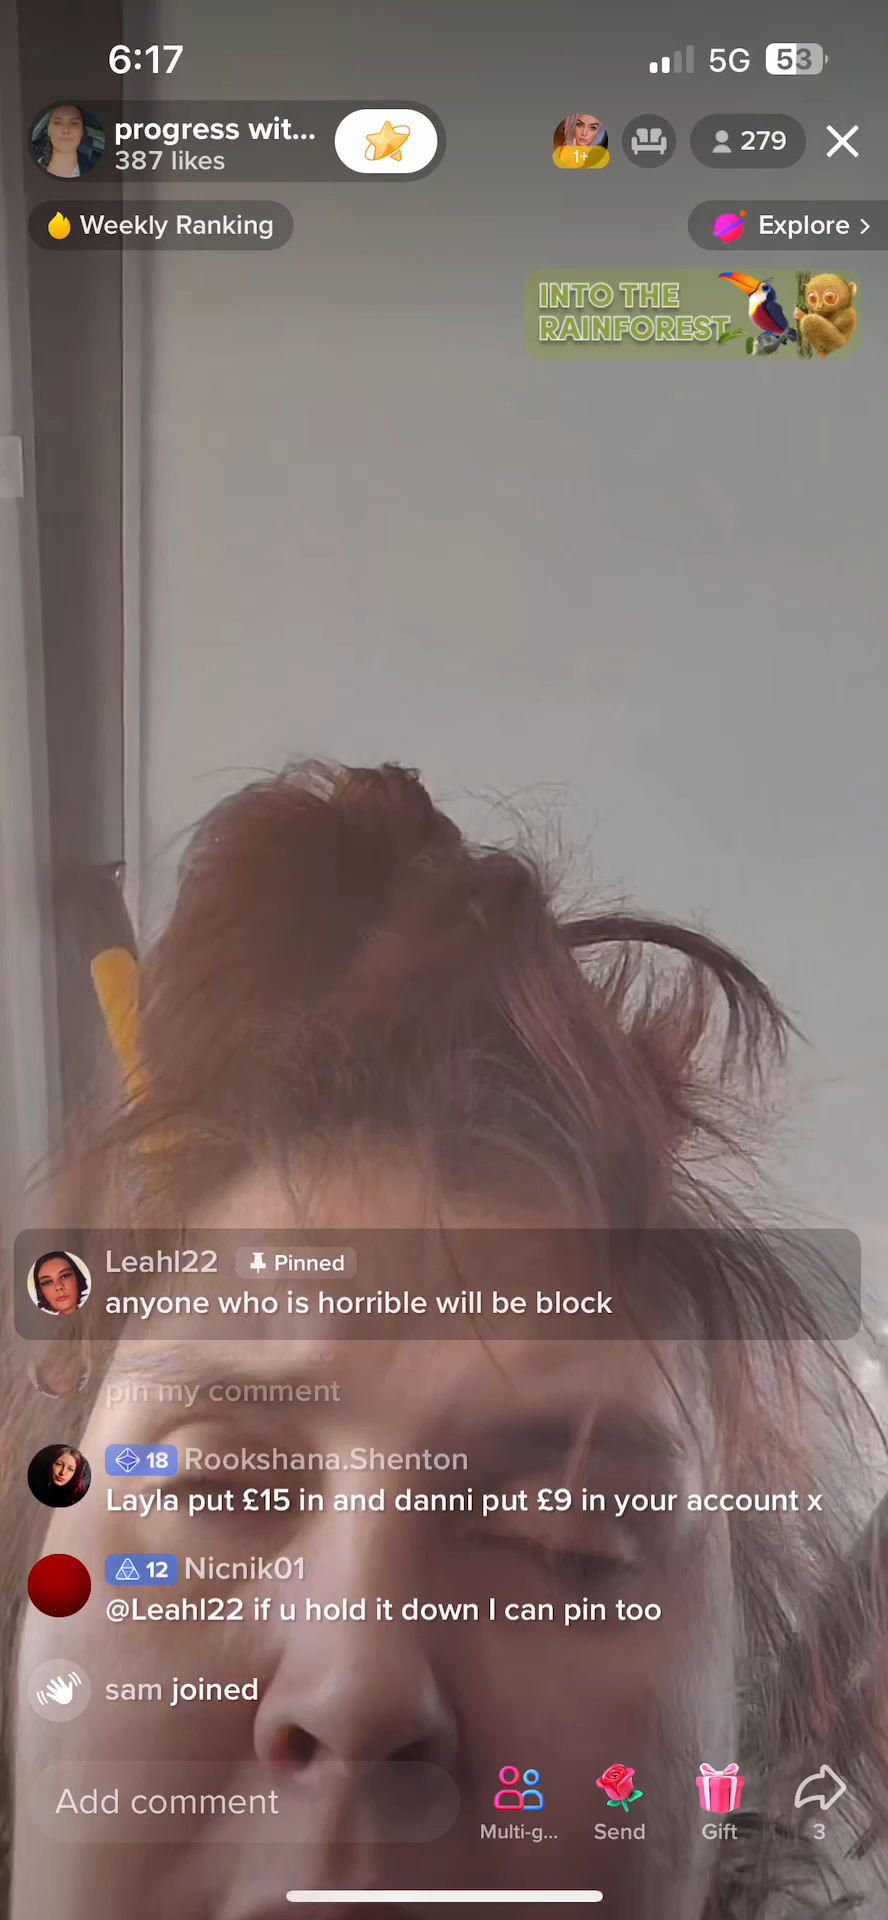 6:17
5G
53
progress wit...
387 likes
1+
279
Weekly Ranking
Explore >
INTO THE
RAINFOREST
Leahl22 Pinned
anyone who is horrible will be block
pin my comment
18 Rookshana.Shenton
Layla put £15 in and danni put £9 in your account x
12 Nicnik01
@Leahl22 if u hold it down I can pin too
sam joined
Add comment
Multi-g...
Send
Gift
3